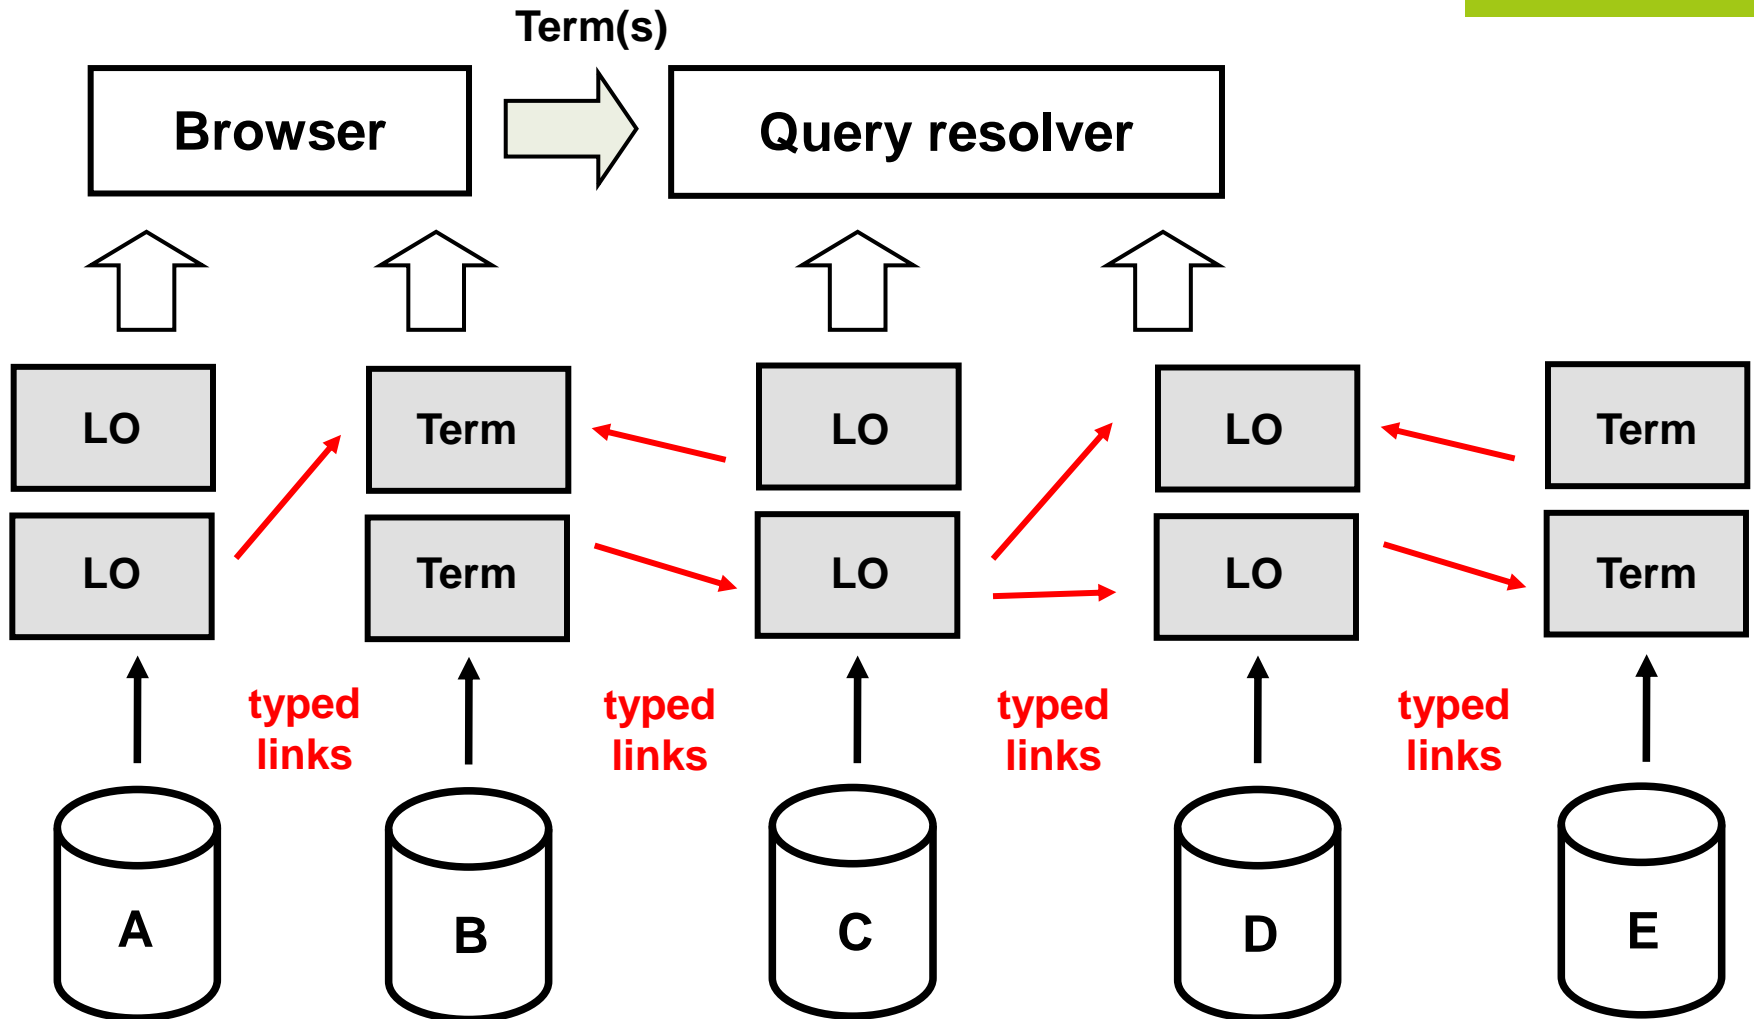 Term(s)
Browser
Query resolver
LO
Term
LO
LO
Term
LO
Term
LO
LO
Term
typed
links
typed
links
typed
links
typed
links
A
B
C
D
E